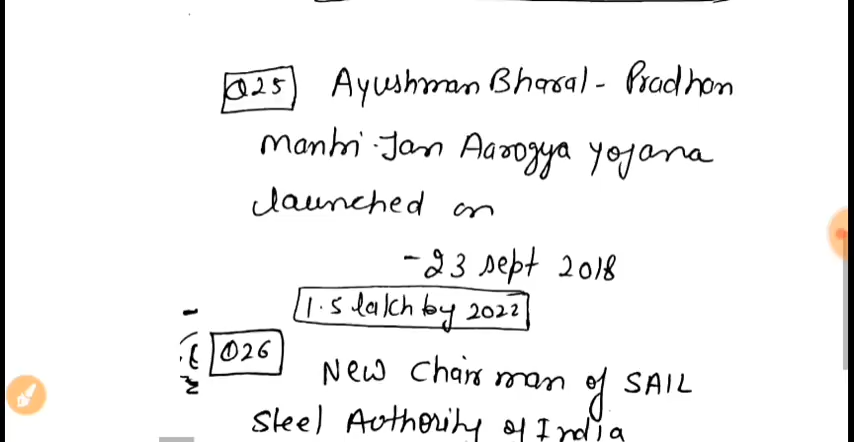 Q25 Ayushman Bharat - Pradhan
Mantri Jan Aarogya Yojana
launched on
- 23 sept 2018
1.5 lakh by 2022
Q26
New Chairman of SAIL
Steel Authority of India